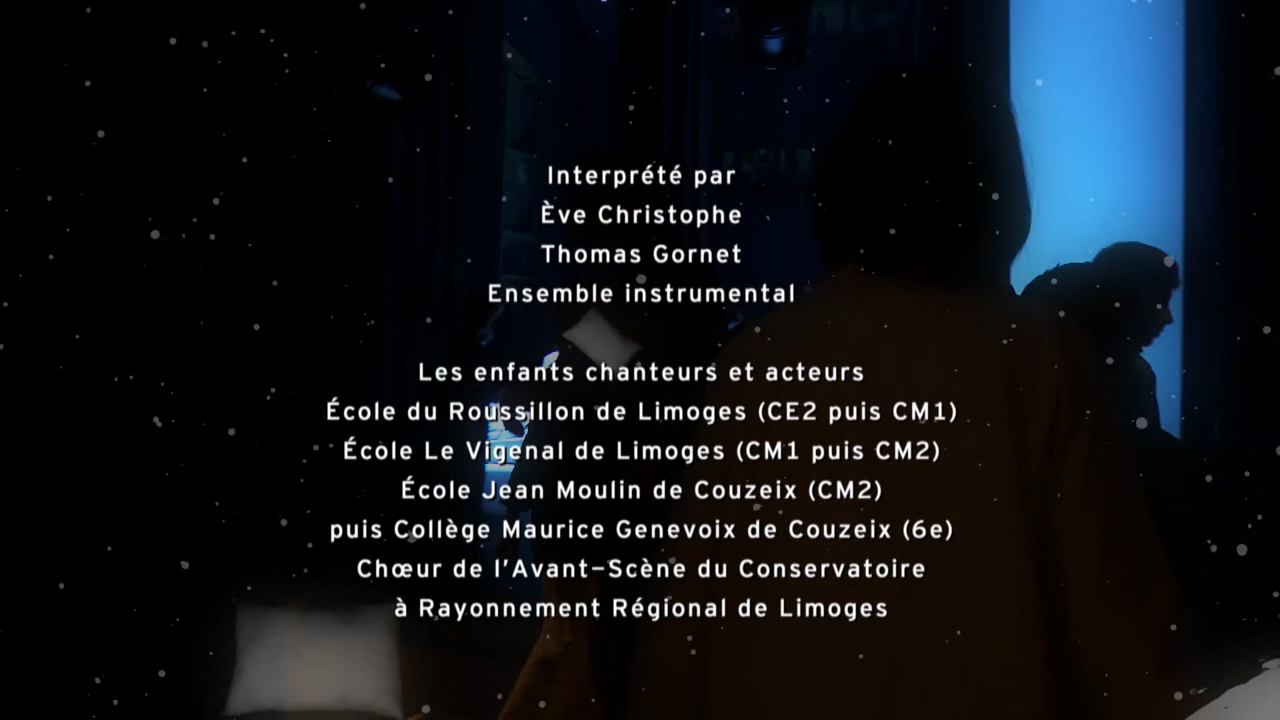 Interprété par
Ève Christophe
Thomas Gornet
Ensemble instrumental
Les enfants chanteurs et acteurs
École du Roussillon de Limoges (CE2 puis CM1)
École Le Vigenal de Limoges (CM1 puis CM2)
École Jean Moulin de Couzeix (CM2)
puis Collège Maurice Genevoix de Couzeix (6e)
Chœur de l'Avant–Scène du Conservatoire
à Rayonnement Régional de Limoges